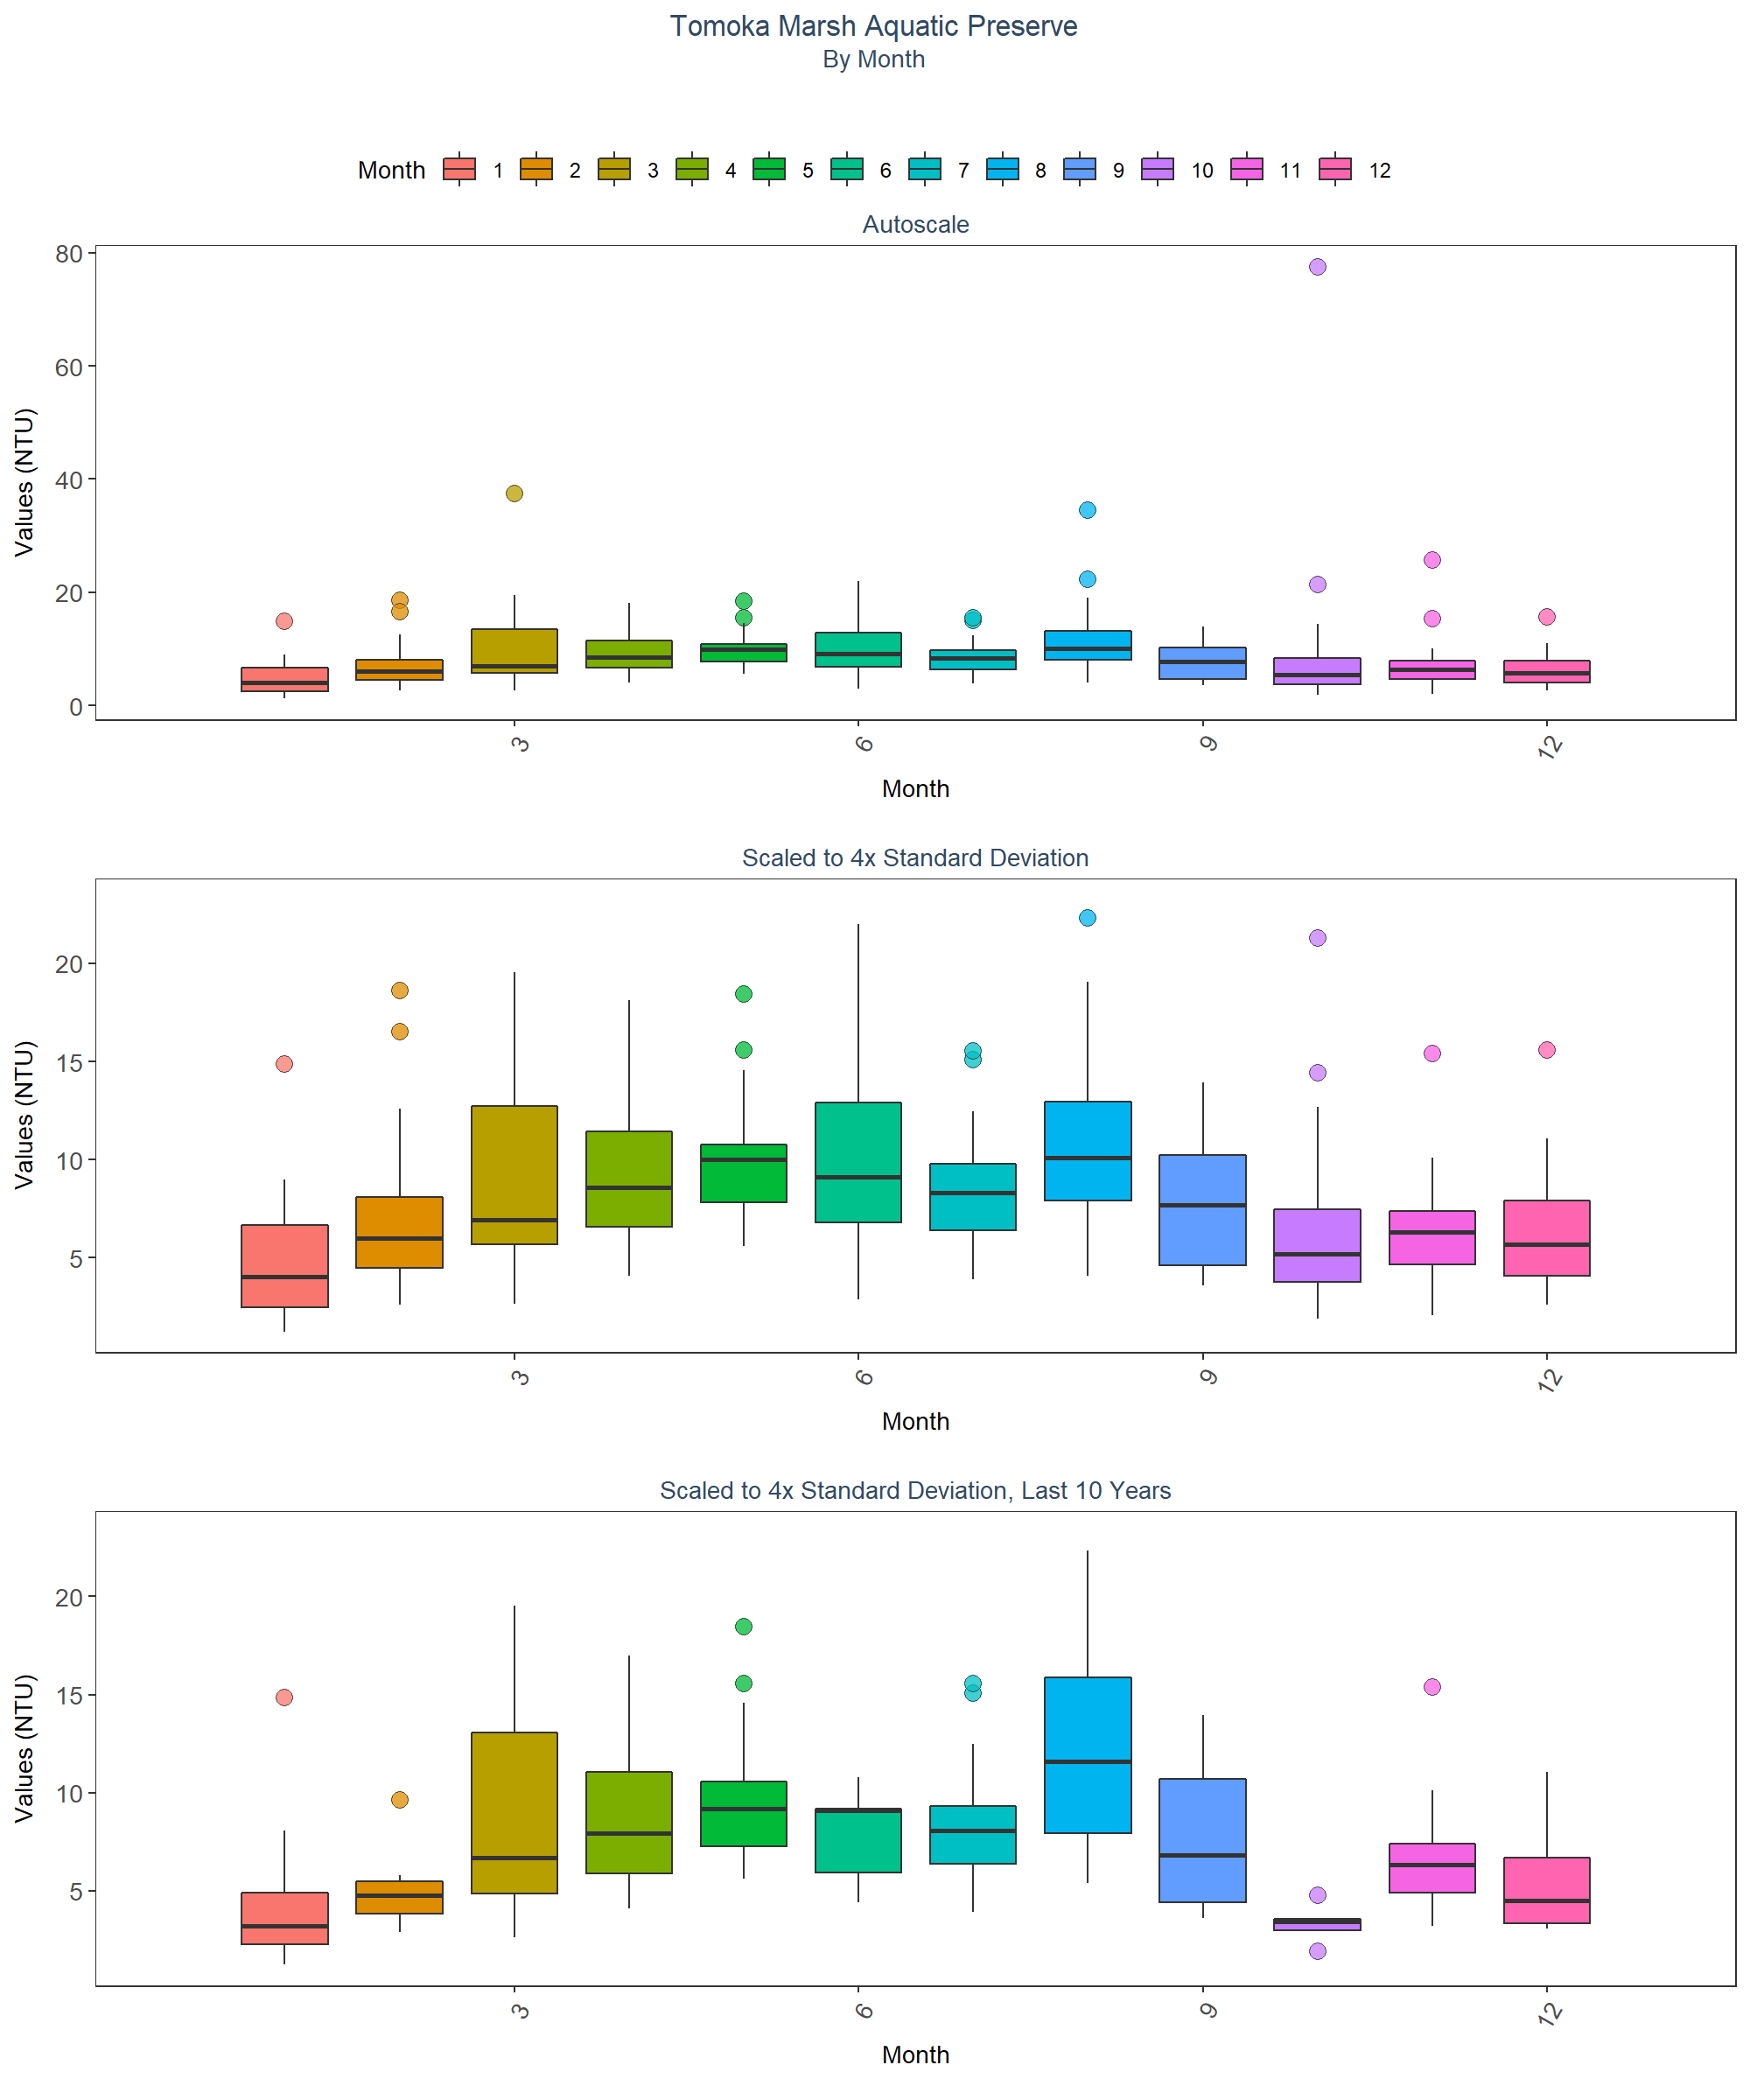 Tomoka Marsh Aquatic Preserve
By Month
Month 1 2 3 4 5 6 7 8 9 10 11 12
Autoscale
80
60
40
20
0
Values (NTU)
3 6 9 12
Month
Scaled to 4x Standard Deviation
20
15
10
5
Values (NTU)
3 6 9 12
Month
Scaled to 4x Standard Deviation, Last 10 Years
20
15
10
5
Values (NTU)
3 6 9 12
Month